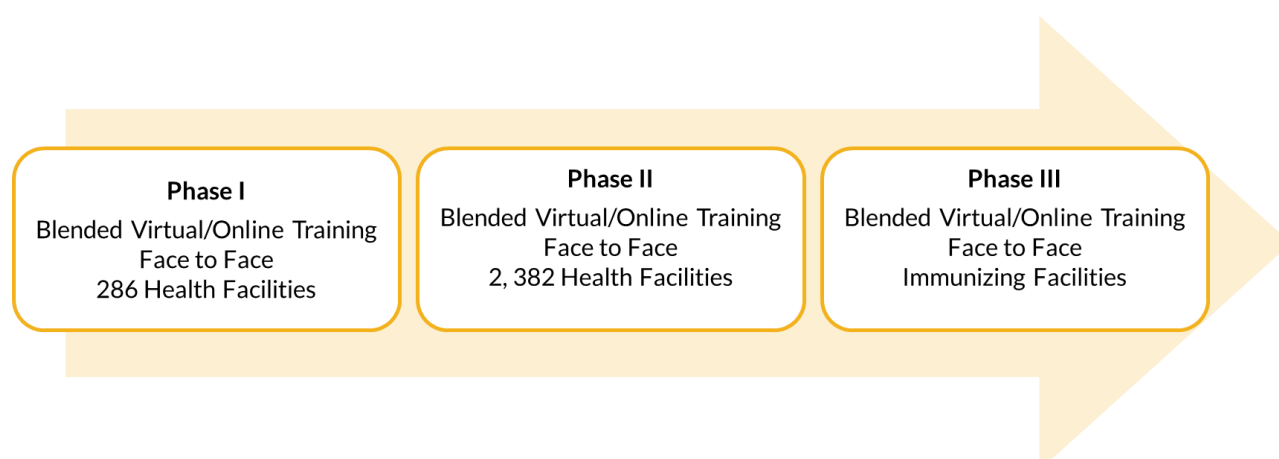 Phase I
Blended Virtual/Online Training
Face to Face
286 Health Facilities
Phase II
Blended Virtual/Online Training
Face to Face
2, 382 Health Facilities
Phase III
Blended Virtual/Online Training
Face to Face
Immunizing Facilities